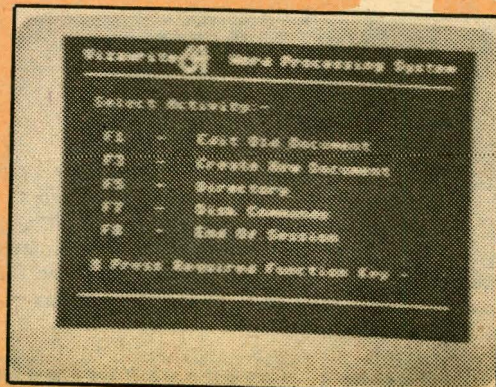 Vizawrite 64 Word Processing System
Select Activity:-
F1 - Edit Old Document
F3 - Create New Document
F5 - Directory
F7 - Disk Commands
F8 - End Of Session
Press Required Function Key -